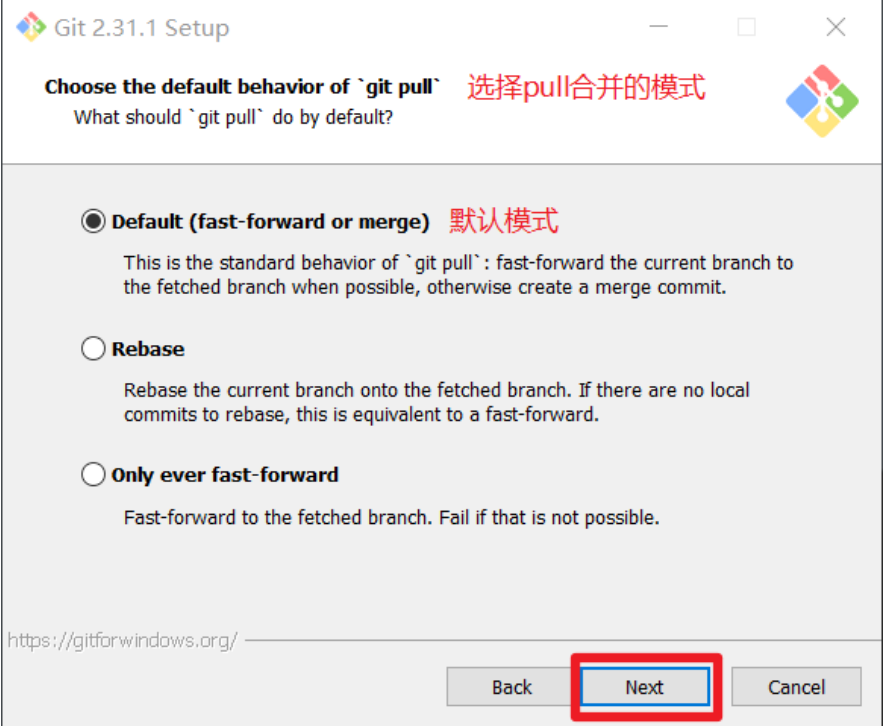 Git 2.31.1 Setup
Choose the default behavior of `git pull` 选择pull合并的模式
What should `git pull` do by default?
Default (fast-forward or merge) 默认模式
This is the standard behavior of `git pull`: fast-forward the current branch to
the fetched branch when possible, otherwise create a merge commit.
Rebase
Rebase the current branch onto the fetched branch. If there are no local
commits to rebase, this is equivalent to a fast-forward.
Only ever fast-forward
Fast-forward to the fetched branch. Fail if that is not possible.
https://gitforwindows.org/
Back Next Cancel